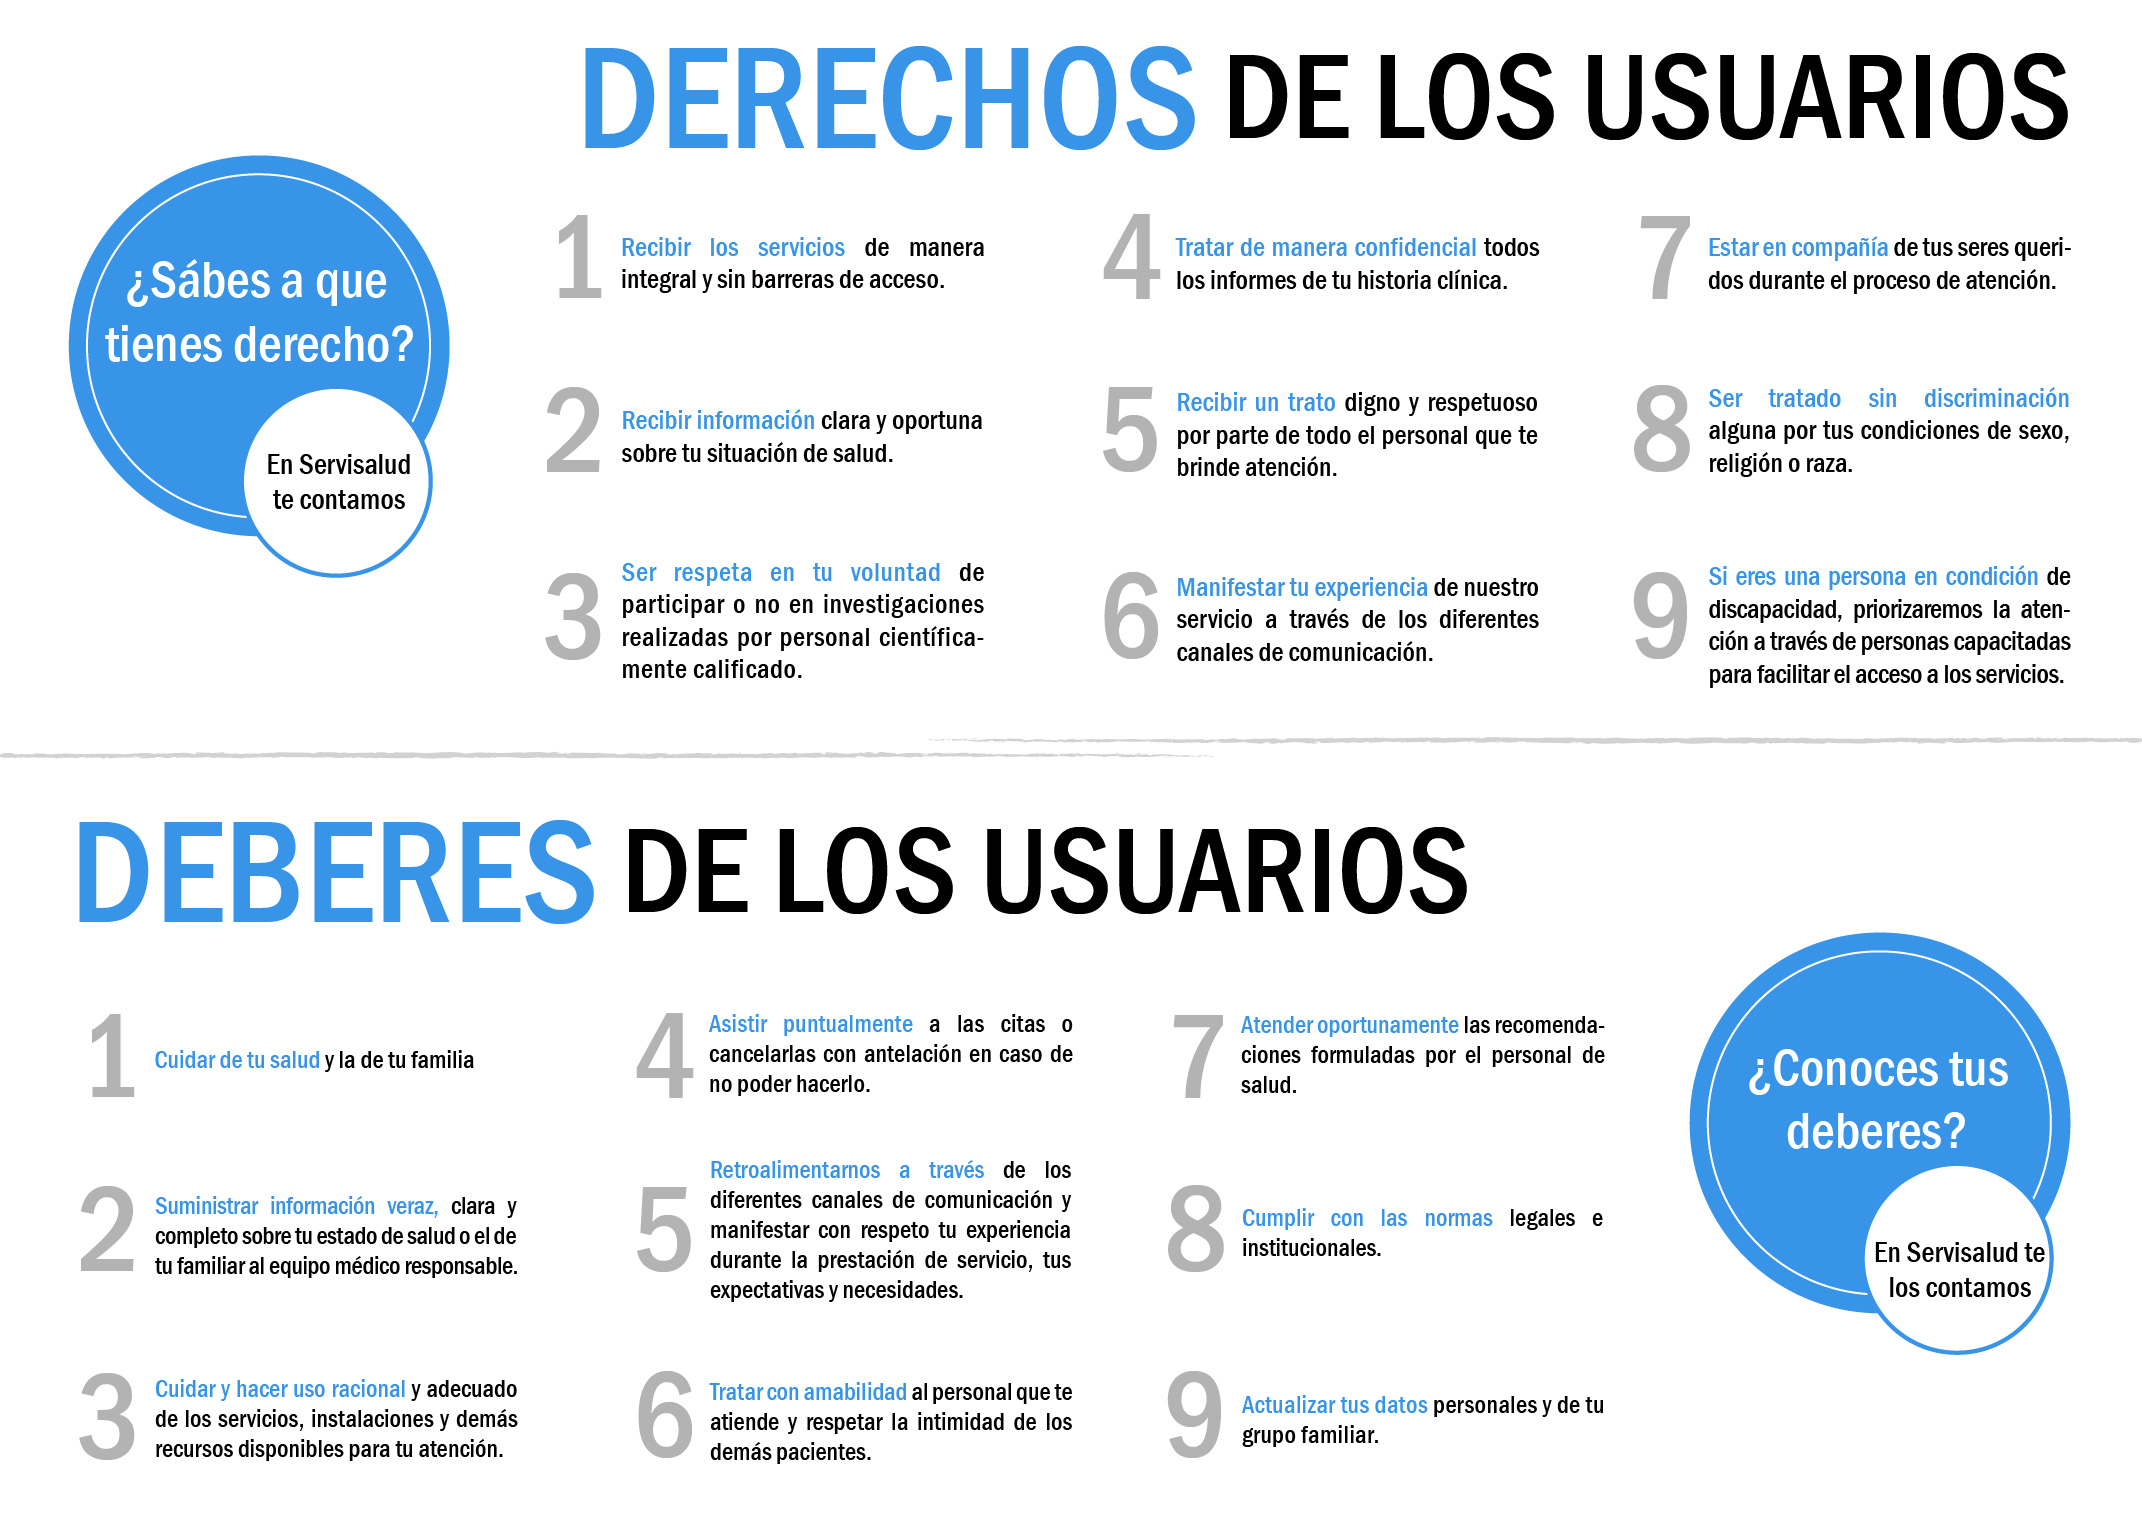 DERECHOS DE LOS USUARIOS
¿Sábes a que
tienes derecho?
En Servisalud
te contamos
1
Recibir los servicios de manera
integral y sin barreras de acceso.
2
Recibir información clara y oportuna
sobre tu situación de salud.
3
Ser respeta en tu voluntad de
participar o no en investigaciones
realizadas por personal científica-
mente calificado.
4
Tratar de manera confidencial todos
los informes de tu historia clínica.
5
Recibir un trato digno y respetuoso
por parte de todo el personal que te
brinde atención.
6
Manifestar tu experiencia de nuestro
servicio a través de los diferentes
canales de comunicación.
7
Estar en compañía de tus seres queri-
dos durante el proceso de atención.
8
Ser tratado sin discriminación
alguna por tus condiciones de sexo,
religión o raza.
9
Si eres una persona en condición de
discapacidad, priorizaremos la aten-
ción a través de personas capacitadas
para facilitar el acceso a los servicios.
DEBERES DE LOS USUARIOS
1
Cuidar de tu salud y la de tu familia
2
Suministrar información veraz, clara y
completo sobre tu estado de salud o el de
tu familiar al equipo médico responsable.
3
Cuidar y hacer uso racional y adecuado
de los servicios, instalaciones y demás
recursos disponibles para tu atención.
4
Asistir puntualmente a las citas o
cancelarlas con antelación en caso de
no poder hacerlo.
5
Retroalimentarnos a través de los
diferentes canales de comunicación y
manifestar con respeto tu experiencia
durante la prestación de servicio, tus
expectativas y necesidades.
6
Tratar con amabilidad al personal que te
atiende y respetar la intimidad de los
demás pacientes.
7
Atender oportunamente las recomenda-
ciones formuladas por el personal de
salud.
8
Cumplir con las normas legales e
institucionales.
9
Actualizar tus datos personales y de tu
grupo familiar.
¿Conoces tus
deberes?
En Servisalud te
los contamos